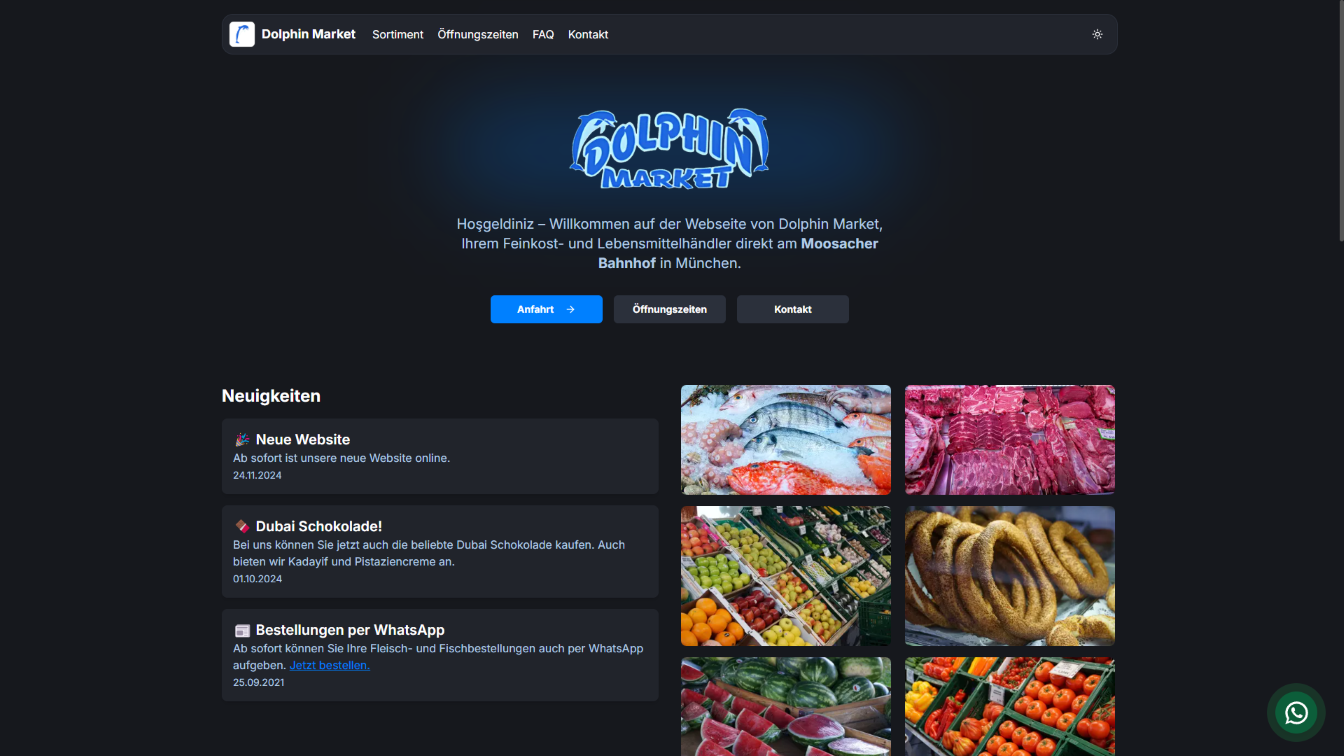 Dolphin Market
Sortiment
Öffnungszeiten
FAQ
Kontakt
DOLPHIN
MARKET
Hoşgeldiniz – Willkommen auf der Webseite von Dolphin Market,
Ihrem Feinkost- und Lebensmittelhändler direkt am Moosacher
Bahnhof in München.
Anfahrt →
Öffnungszeiten
Kontakt
Neuigkeiten
🎉 Neue Website
Ab sofort ist unsere neue Website online.
24.11.2024
🍫 Dubai Schokolade!
Bei uns können Sie jetzt auch die beliebte Dubai Schokolade kaufen. Auch
bieten wir Kadayif und Pistaziencreme an.
01.10.2024
Bestellungen per WhatsApp
Ab sofort können Sie Ihre Fleisch- und Fischbestellungen auch per WhatsApp
aufgeben. Jetzt bestellen.
25.09.2021